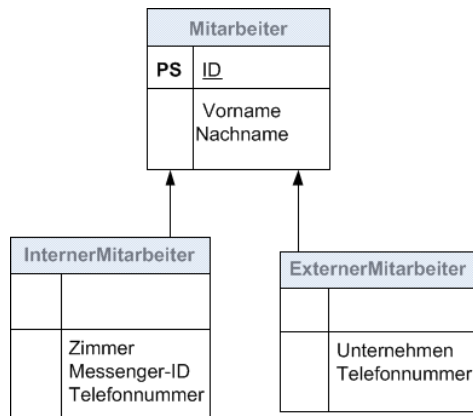 Mitarbeiter
PS ID
Vorname
Nachname
InternerMitarbeiter
Zimmer
Messenger-ID
Telefonnummer
ExternerMitarbeiter
Unternehmen
Telefonnummer